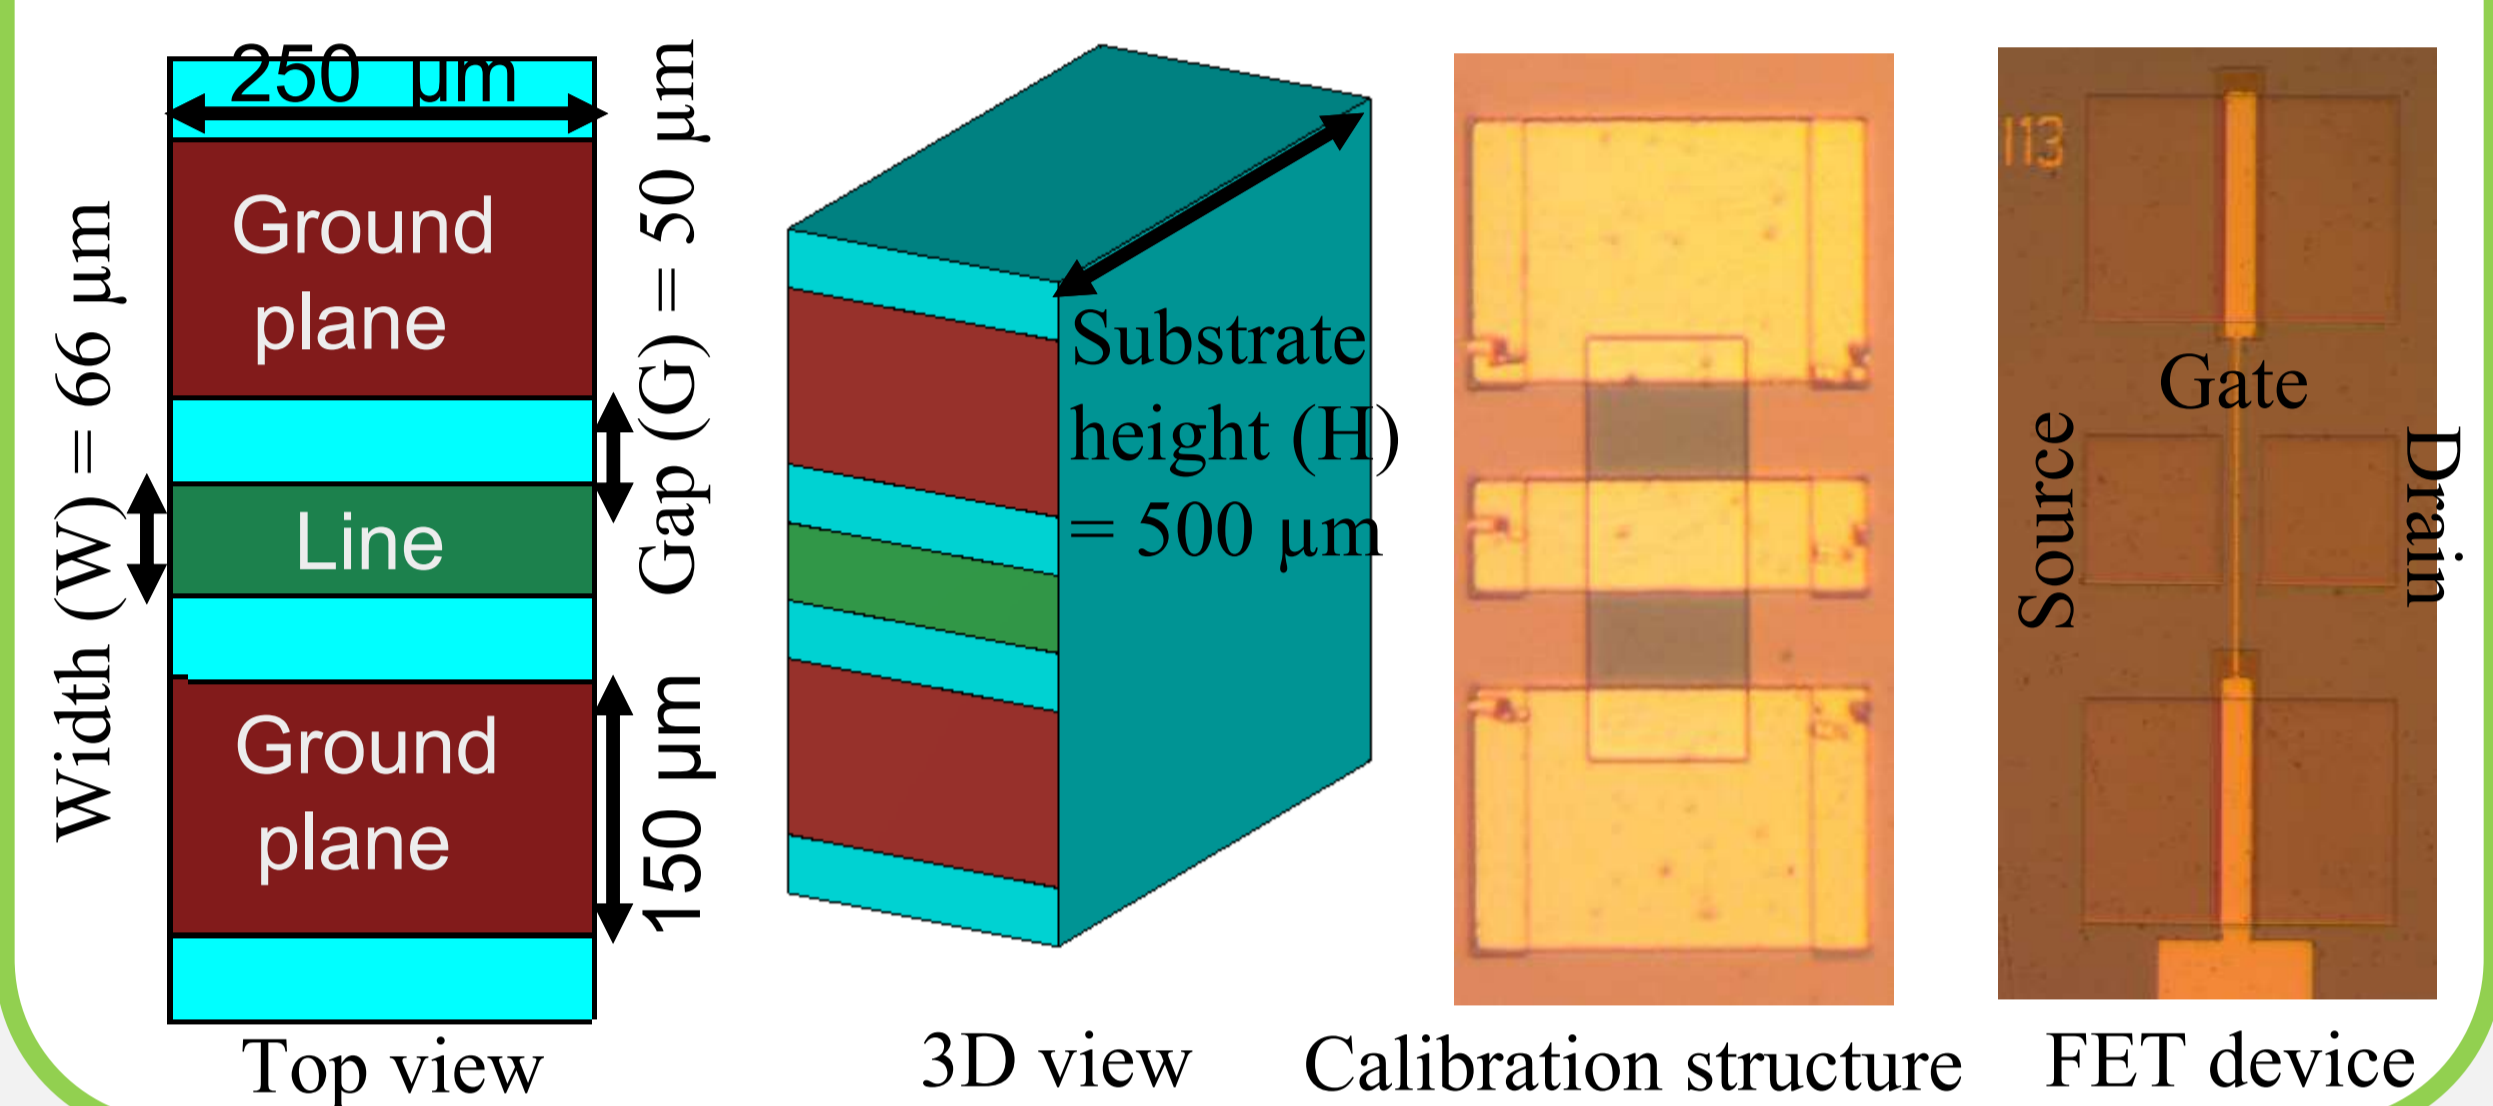 250 μm
Ground
plane
Line
Ground
plane
Width (W) = 66 μm
Gap (G) = 50 μm
150 μm
Top view
Substrate
height (H)
= 500 μm
3D view
Calibration structure
113
Gate
Source
Drain
FET device